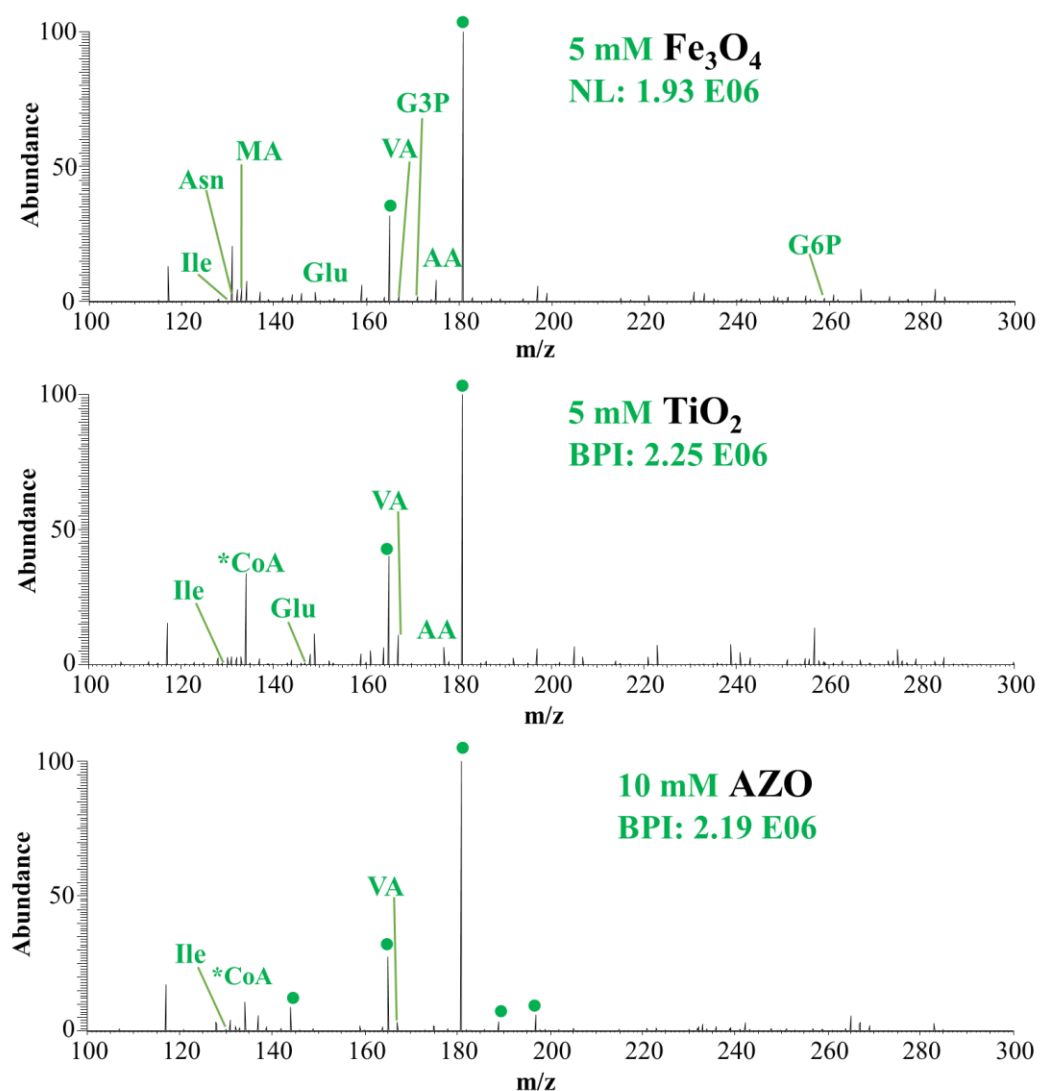 5 mM Fe₃O₄
NL: 1.93 E06
Abundance
100
50
0
G3P
VA
MA
Asn
Ile
Glu
AA
G6P
100 120 140 160 180 200 220 240 260 280 300
m/z
5 mM TiO₂
BPI: 2.25 E06
Abundance
100
50
0
VA
*CoA
Ile
Glu
AA
100 120 140 160 180 200 220 240 260 280 300
m/z
10 mM AZO
BPI: 2.19 E06
Abundance
100
50
0
VA
Ile
*CoA
100 120 140 160 180 200 220 240 260 280 300
m/z